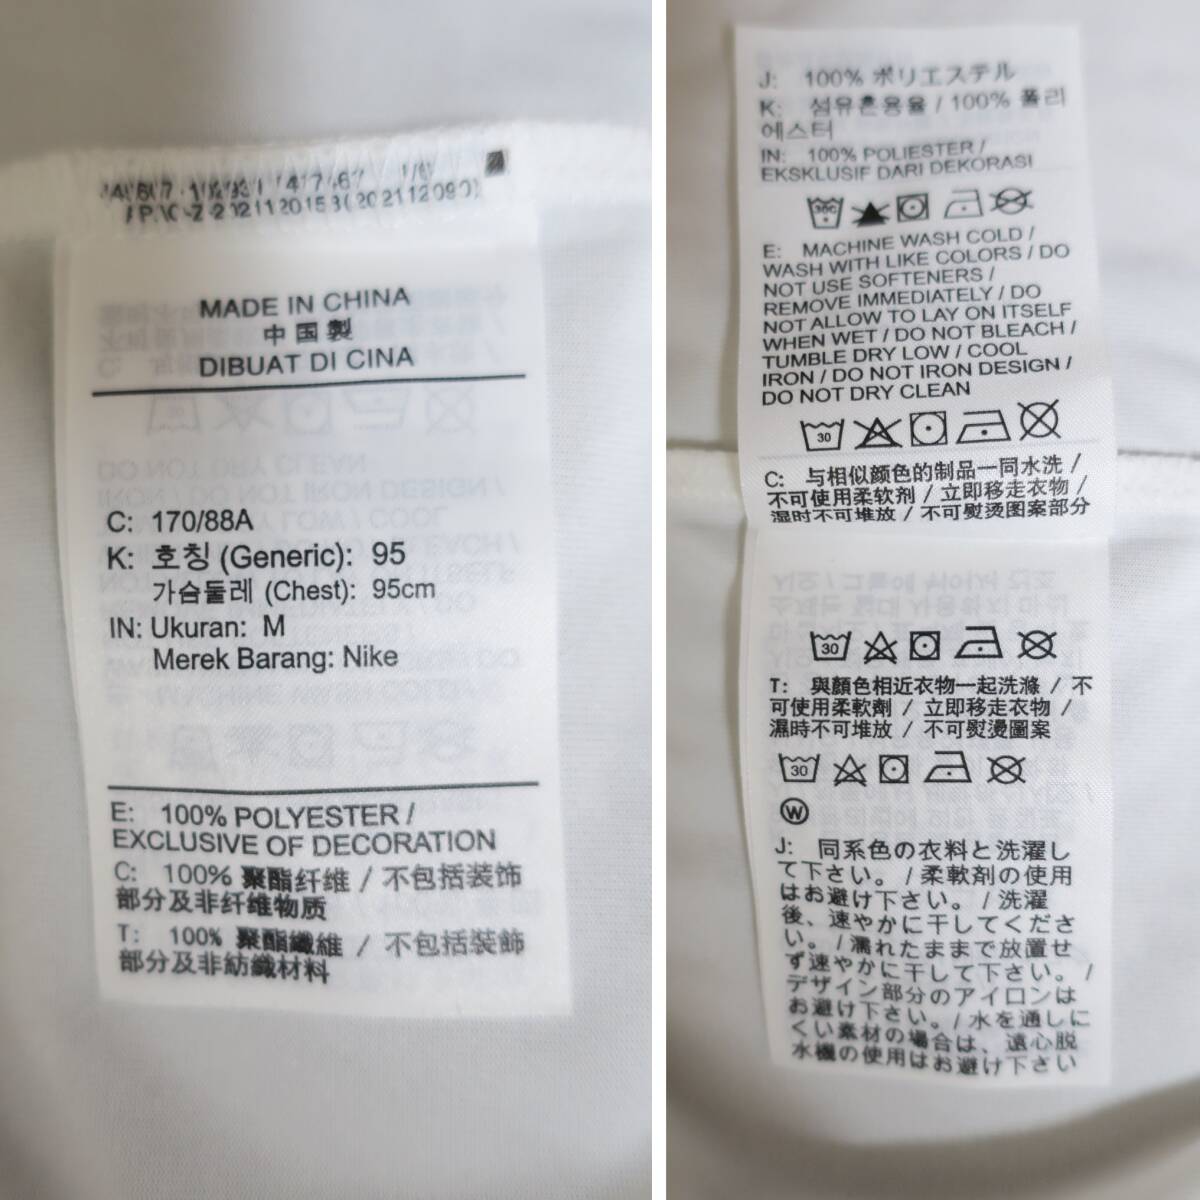 MADE IN CHINA
中国製
DIBUAT DI CINA
C: 170/88A
K: 호칭 (Generic): 95
가슴둘레 (Chest): 95cm
IN: Ukuran: M
Merek Barang: Nike
E: 100% POLYESTER /
EXCLUSIVE OF DECORATION
C: 100% 聚酯纤维 / 不包括装饰
部分及非纤维物质
T: 100% 聚酯纖維 / 不包括裝飾
部分及非紡織材料
J: 100% ポリエステル
K: 섬유혼용율 / 100% 폴리
에스터
IN: 100% POLIESTER /
EKSKLUSIF DARI DEKORASI
E: MACHINE WASH COLD /
WASH WITH LIKE COLORS / DO
NOT USE SOFTENERS /
REMOVE IMMEDIATELY / DO
NOT ALLOW TO LAY ON ITSELF
WHEN WET / DO NOT BLEACH /
TUMBLE DRY LOW / COOL
IRON / DO NOT IRON DESIGN /
DO NOT DRY CLEAN
30
C: 与相似颜色的制品一同水洗 /
不可使用柔软剂 / 立即移走衣物 /
湿时不可堆放 / 不可熨烫图案部分
30
T: 與顏色相近衣物一起洗滌 / 不
可使用柔軟劑 / 立即移走衣物 /
濕時不可堆放 / 不可熨燙圖案
30
W
J: 同系色の衣料と洗濯し
て下さい。 / 柔軟剤の使用
はお避け下さい。 / 洗濯
後、速やかに干してくださ
い。 / 濡れたままで放置せ
ず速やかに干して下さい。 /
デザイン部分のアイロンは
お避け下さい。 / 水を通しに
くい素材の場合は、遠心脱
水機の使用はお避け下さい